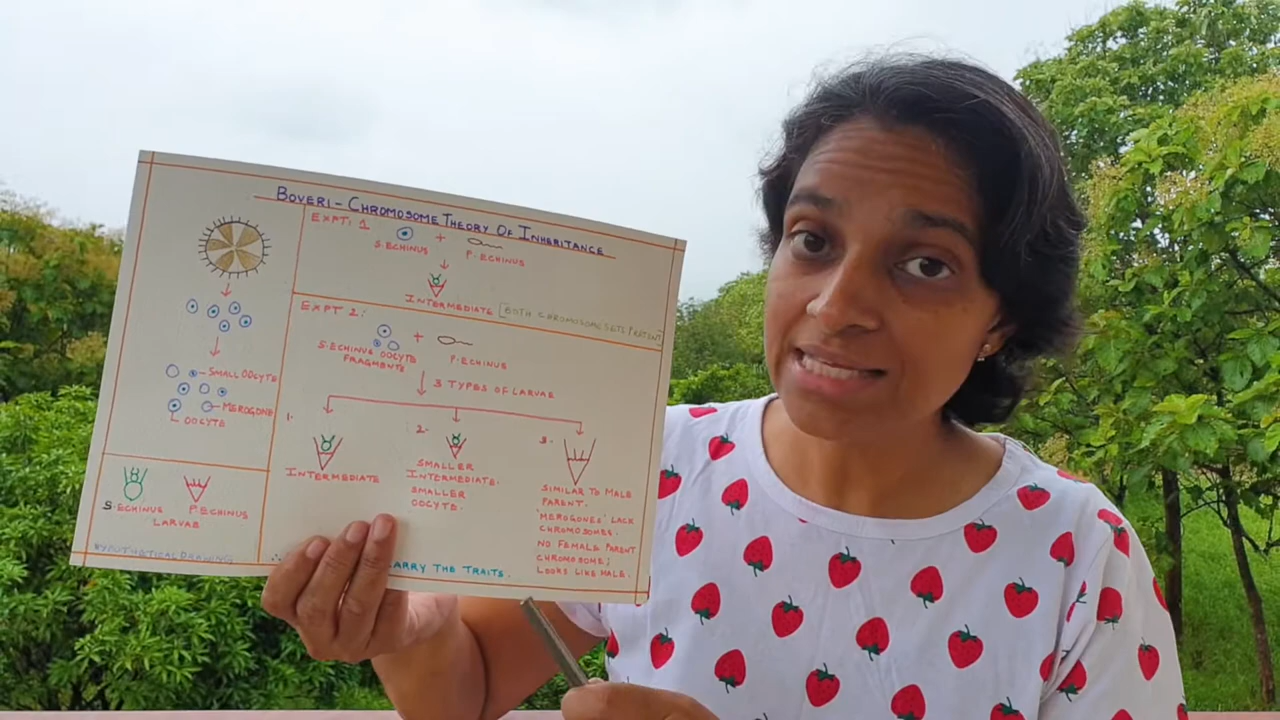 BOVERI - CHROMOSOME THEORY OF INHERITANCE
SMALL OOCYTE
MEROGONE
OOCYTE
S.ECHINUS P.ECHINUS
LARVAE
HYPOTHETICAL DRAWING
EXPT: 1
+
S.ECHINUS P.ECHINUS
INTERMEDIATE [BOTH CHROMOSOME SETS PRESENT]
EXPT 2:
+
S.ECHINUS OOCYTE
FRAGMENTS
P.ECHINUS
3 TYPES OF LARVAE
1.
INTERMEDIATE
2.
SMALLER
INTERMEDIATE.
SMALLER
OOCYTE.
3.
SIMILAR TO MALE
PARENT.
'MEROGONES' LACK
CHROMOSOMES.
NO FEMALE PARENT
CHROMOSOME;
LOOKS LIKE MALE.
CARRY THE TRAITS.